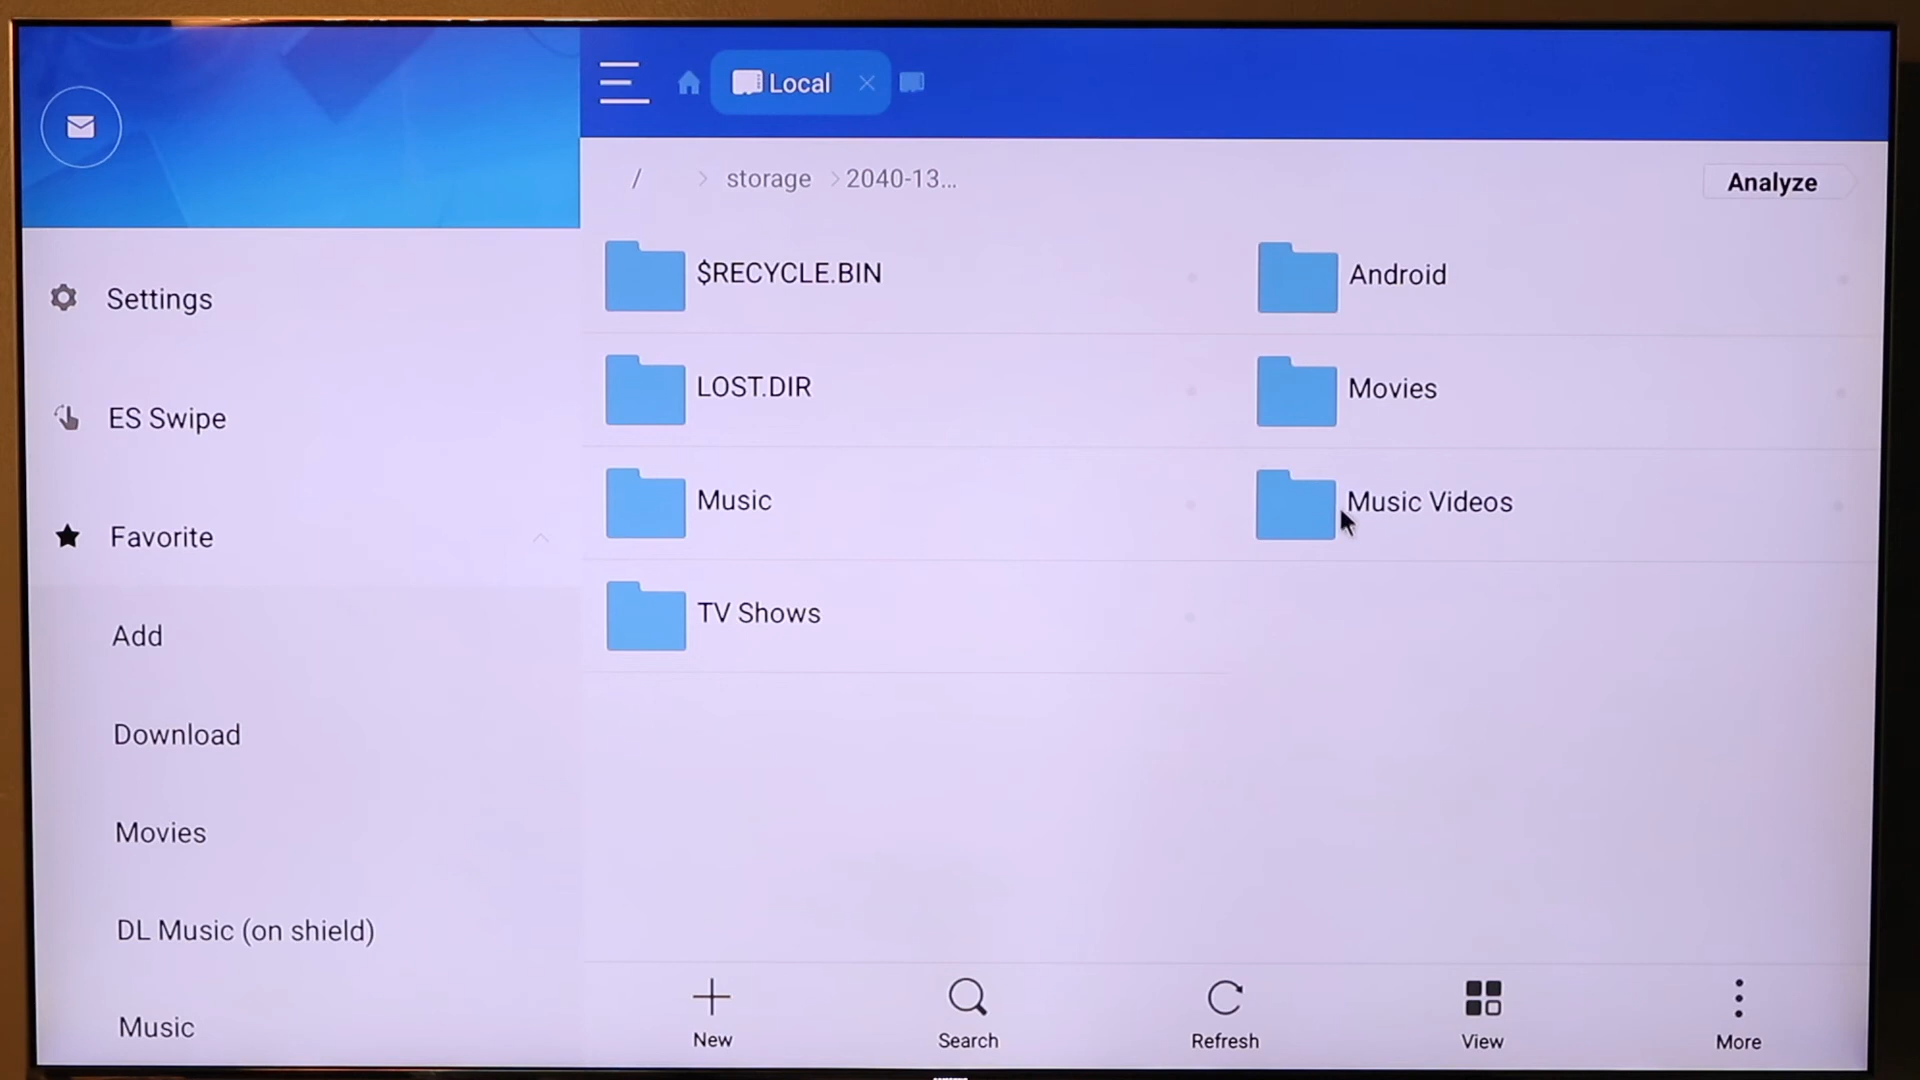 Local
/ > storage > 2040-13...
Analyze
Settings
ES Swipe
Favorite
Add
Download
Movies
DL Music (on shield)
Music
$RECYCLE.BIN
Android
LOST.DIR
Movies
Music
Music Videos
TV Shows
New
Search
Refresh
View
More